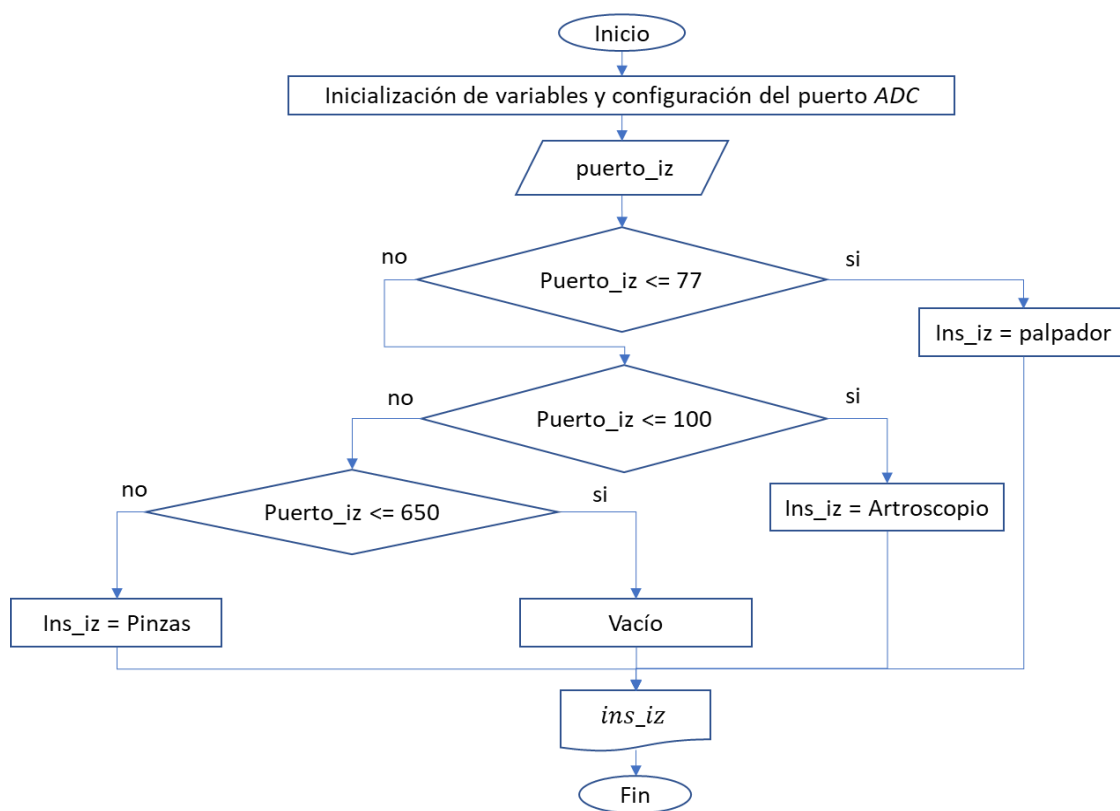 Inicio
Inicialización de variables y configuración del puerto ADC
puerto_iz
no
si
Puerto_iz <= 77
Ins_iz = palpador
no
si
Puerto_iz <= 100
no
si
Puerto_iz <= 650
Ins_iz = Artroscopio
Ins_iz = Pinzas
Vacío
ins_iz
Fin